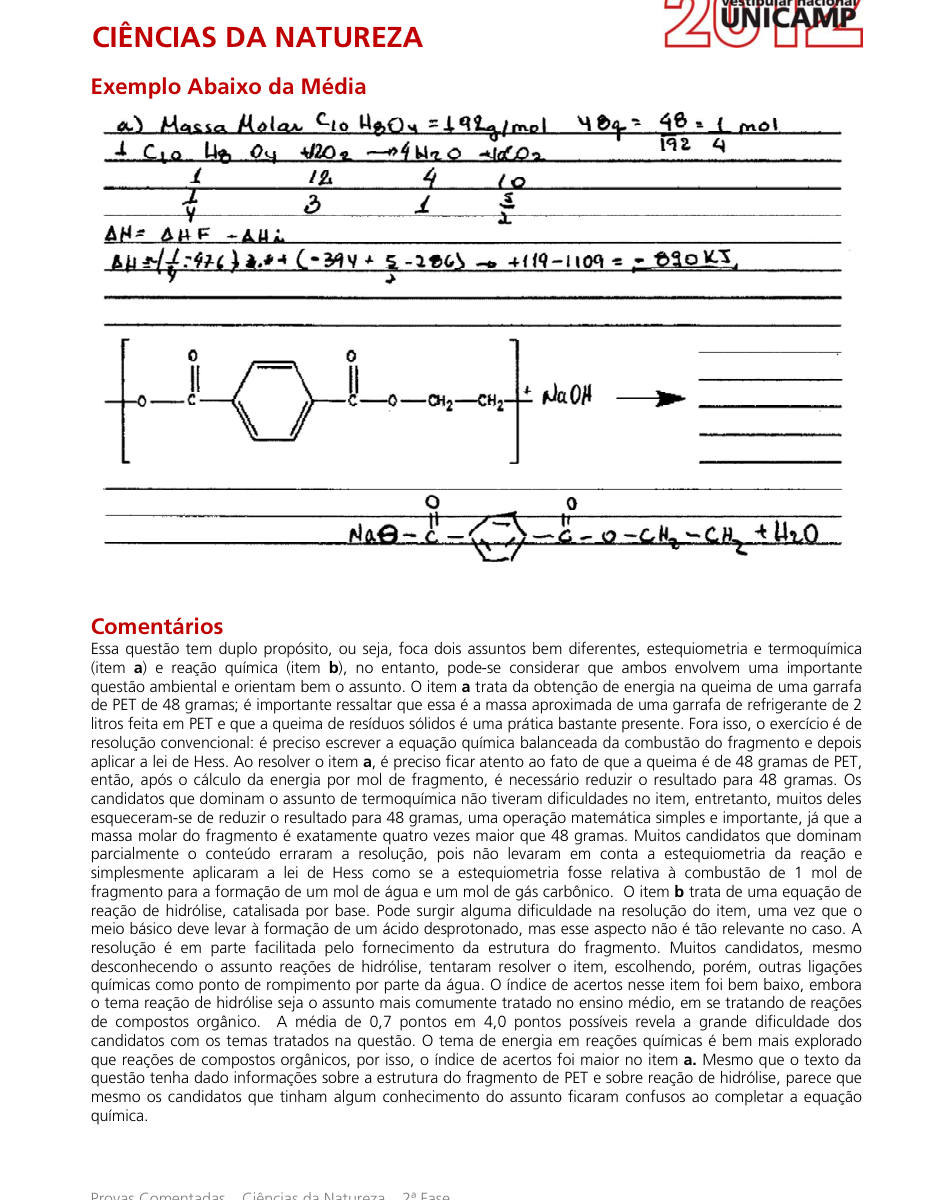 vestibular nacional
2012
UNICAMP
CIÊNCIAS DA NATUREZA
Exemplo Abaixo da Média
a) Massa Molar C10 H8O4 = 192g/mol 48g = 48/192 = 1/4 mol
1 C10 H8 O4 + 12O2 → 4H2O + 10CO2
1 12 4 10
1/4 3 1 5/2
ΔH = ΔHF - ΔHi
+ (-394 + 5/2 -286) → +119 -1109 = - 890 KJ
O O
O C C O CH2 CH2 + NaOH
O O
NaO - C - - C - O - CH2 - CH2 + H2O
Comentários
Essa questão tem duplo propósito, ou seja, foca dois assuntos bem diferentes, estequiometria e termoquímica
(item a) e reação química (item b), no entanto, pode-se considerar que ambos envolvem uma importante
questão ambiental e orientam bem o assunto. O item a trata da obtenção de energia na queima de uma garrafa
de PET de 48 gramas; é importante ressaltar que essa é a massa aproximada de uma garrafa de refrigerante de 2
litros feita em PET e que a queima de resíduos sólidos é uma prática bastante presente. Fora isso, o exercício é de
resolução convencional: é preciso escrever a equação química balanceada da combustão do fragmento e depois
aplicar a lei de Hess. Ao resolver o item a, é preciso ficar atento ao fato de que a queima é de 48 gramas de PET,
então, após o cálculo da energia por mol de fragmento, é necessário reduzir o resultado para 48 gramas. Os
candidatos que dominam o assunto de termoquímica não tiveram dificuldades no item, entretanto, muitos deles
esqueceram-se de reduzir o resultado para 48 gramas, uma operação matemática simples e importante, já que a
massa molar do fragmento é exatamente quatro vezes maior que 48 gramas. Muitos candidatos que dominam
parcialmente o conteúdo erraram a resolução, pois não levaram em conta a estequiometria da reação e
simplesmente aplicaram a lei de Hess como se a estequiometria fosse relativa à combustão de 1 mol de
fragmento para a formação de um mol de água e um mol de gás carbônico. O item b trata de uma equação de
reação de hidrólise, catalisada por base. Pode surgir alguma dificuldade na resolução do item, uma vez que o
meio básico deve levar à formação de um ácido desprotonado, mas esse aspecto não é tão relevante no caso. A
resolução é em parte facilitada pelo fornecimento da estrutura do fragmento. Muitos candidatos, mesmo
desconhecendo o assunto reações de hidrólise, tentaram resolver o item, escolhendo, porém, outras ligações
químicas como ponto de rompimento por parte da água. O índice de acertos nesse item foi bem baixo, embora
o tema reação de hidrólise seja o assunto mais comumente tratado no ensino médio, em se tratando de reações
de compostos orgânico. A média de 0,7 pontos em 4,0 pontos possíveis revela a grande dificuldade dos
candidatos com os temas tratados na questão. O tema de energia em reações químicas é bem mais explorado
que reações de compostos orgânicos, por isso, o índice de acertos foi maior no item a. Mesmo que o texto da
questão tenha dado informações sobre a estrutura do fragmento de PET e sobre reação de hidrólise, parece que
mesmo os candidatos que tinham algum conhecimento do assunto ficaram confusos ao completar a equação
química.
Provas Comentadas Ciências da Natureza 2ª Fase